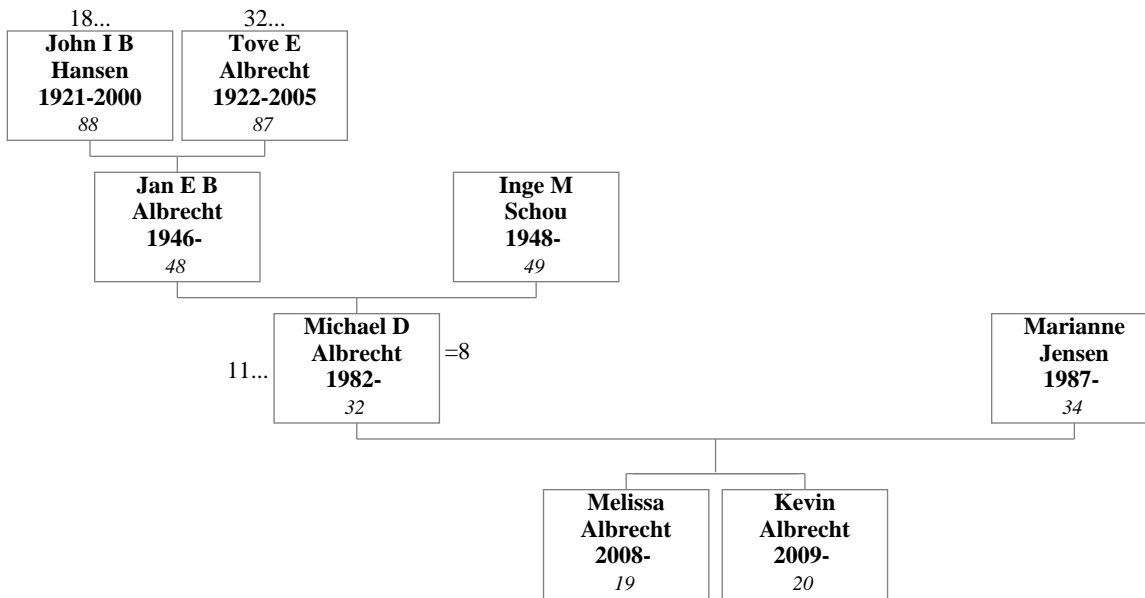 18...
32...
John I B
Hansen
1921-2000
88
Tove E
Albrecht
1922-2005
87
Jan E B
Albrecht
1946-
48
Inge M
Schou
1948-
49
11...
Michael D
Albrecht
1982-
32
=8
Marianne
Jensen
1987-
34
Melissa
Albrecht
2008-
19
Kevin
Albrecht
2009-
20